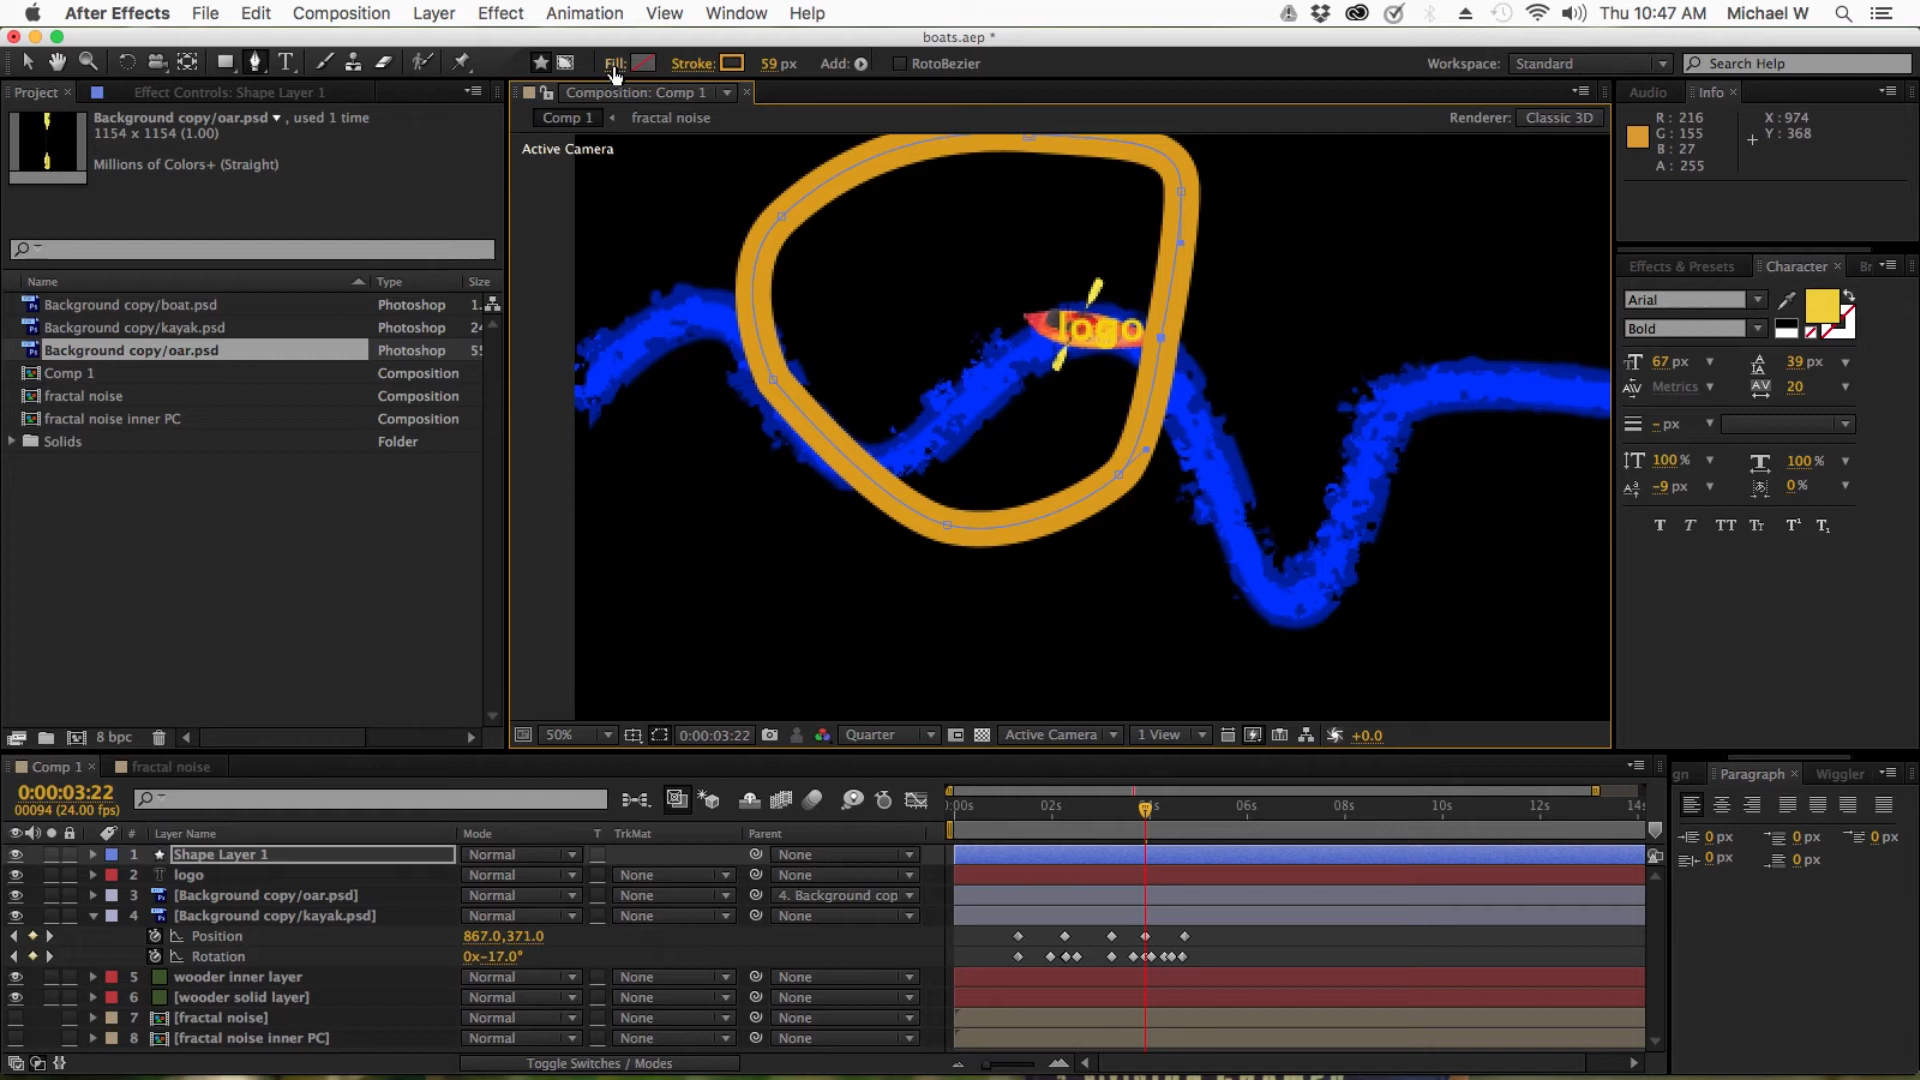 After Effects File Edit Composition Layer Effect Animation View Window Help Thu 10:47 AM Michael W
boats.aep *
Fill: Stroke: 59 px Add: RotoBezier Workspace: Standard Search Help
Project Effect Controls: Shape Layer 1 Composition: Comp 1 Audio Info
Background copy/oar.psd , used 1 time
1154 x 1154 (1.00)
Millions of Colors+ (Straight)
Comp 1 fractal noise Renderer: Classic 3D
Active Camera
R : 216
G : 155
B : 27
A : 255
X : 974
Y : 368
Name Type Size
Background copy/boat.psd Photoshop 1.
Background copy/kayak.psd Photoshop 24
Background copy/oar.psd Photoshop 5
Comp 1 Composition
fractal noise Composition
fractal noise inner PC Composition
Solids Folder
8 bpc
logo
50% 0:00:03:22 Quarter Active Camera 1 View +0.0
Effects & Presets Character Br
Arial
Bold
67 px 39 px
Metrics 20
- px
100 % 100 %
-9 px 0 %
T T TT Tt T¹ T₁
Comp 1 fractal noise
0:00:03:22
00094 (24.00 fps)
:00s 02s 06s 08s 10s 12s 14s
# Layer Name Mode T TrkMat Parent
1 Shape Layer 1 Normal None
2 logo Normal None None
3 [Background copy/oar.psd] Normal None 4. Background cop
4 [Background copy/kayak.psd] Normal None None
Position 867.0,371.0
Rotation 0x-17.0°
5 wooder inner layer Normal None None
6 [wooder solid layer] Normal None None
7 [fractal noise] Normal None None
8 [fractal noise inner PC] Normal None None
Toggle Switches / Modes
gn Paragraph Wiggler
0 px 0 px 0 px
0 px 0 px